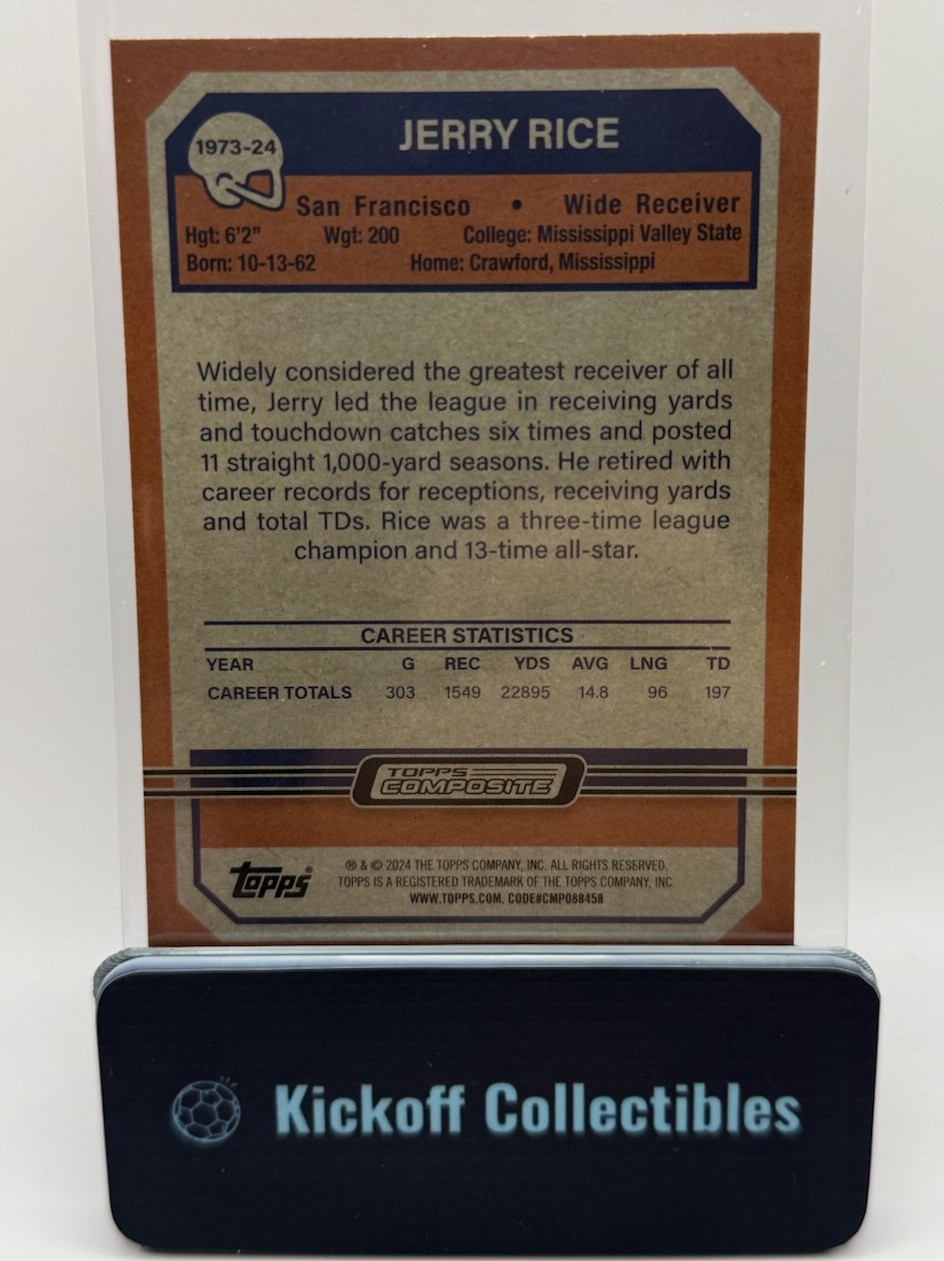 1973-24
JERRY RICE
San Francisco • Wide Receiver
Hgt: 6'2" Wgt: 200 College: Mississippi Valley State
Born: 10-13-62 Home: Crawford, Mississippi
Widely considered the greatest receiver of all
time, Jerry led the league in receiving yards
and touchdown catches six times and posted
11 straight 1,000-yard seasons. He retired with
career records for receptions, receiving yards
and total TDs. Rice was a three-time league
champion and 13-time all-star.
CAREER STATISTICS
YEAR G REC YDS AVG LNG TD
CAREER TOTALS 303 1549 22895 14.8 96 197
TOPPS
COMPOSITE
topps®
® & © 2024 THE TOPPS COMPANY, INC. ALL RIGHTS RESERVED.
TOPPS IS A REGISTERED TRADEMARK OF THE TOPPS COMPANY, INC.
WWW.TOPPS.COM. CODE#CMP088458
Kickoff Collectibles